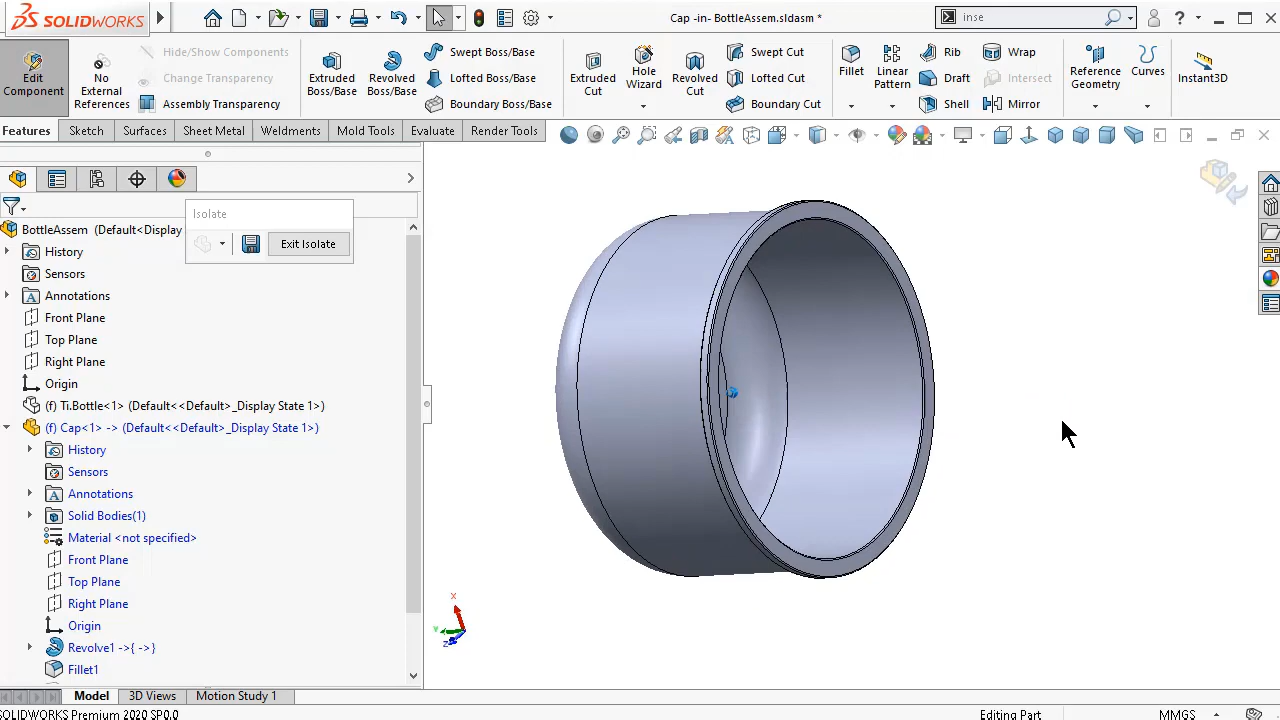 SOLIDWORKS
Cap -in- BottleAssem.sldasm *
inse
Edit Component
No External References
Hide/Show Components
Change Transparency
Assembly Transparency
Extruded Boss/Base
Revolved Boss/Base
Swept Boss/Base
Lofted Boss/Base
Boundary Boss/Base
Extruded Cut
Hole Wizard
Revolved Cut
Swept Cut
Lofted Cut
Boundary Cut
Fillet
Linear Pattern
Rib
Draft
Shell
Wrap
Intersect
Mirror
Reference Geometry
Curves
Instant3D
Features
Sketch
Surfaces
Sheet Metal
Weldments
Mold Tools
Evaluate
Render Tools
Isolate
Exit Isolate
BottleAssem (Default<Display
History
Sensors
Annotations
Front Plane
Top Plane
Right Plane
Origin
(f) Ti.Bottle<1> (Default<<Default>_Display State 1>)
(f) Cap<1> -> (Default<<Default>_Display State 1>)
History
Sensors
Annotations
Solid Bodies(1)
Material <not specified>
Front Plane
Top Plane
Right Plane
Origin
Revolve1 ->{ ->}
Fillet1
X
Y
Z
Model
3D Views
Motion Study 1
SOLIDWORKS Premium 2020 SP0.0
Editing Part
MMGS